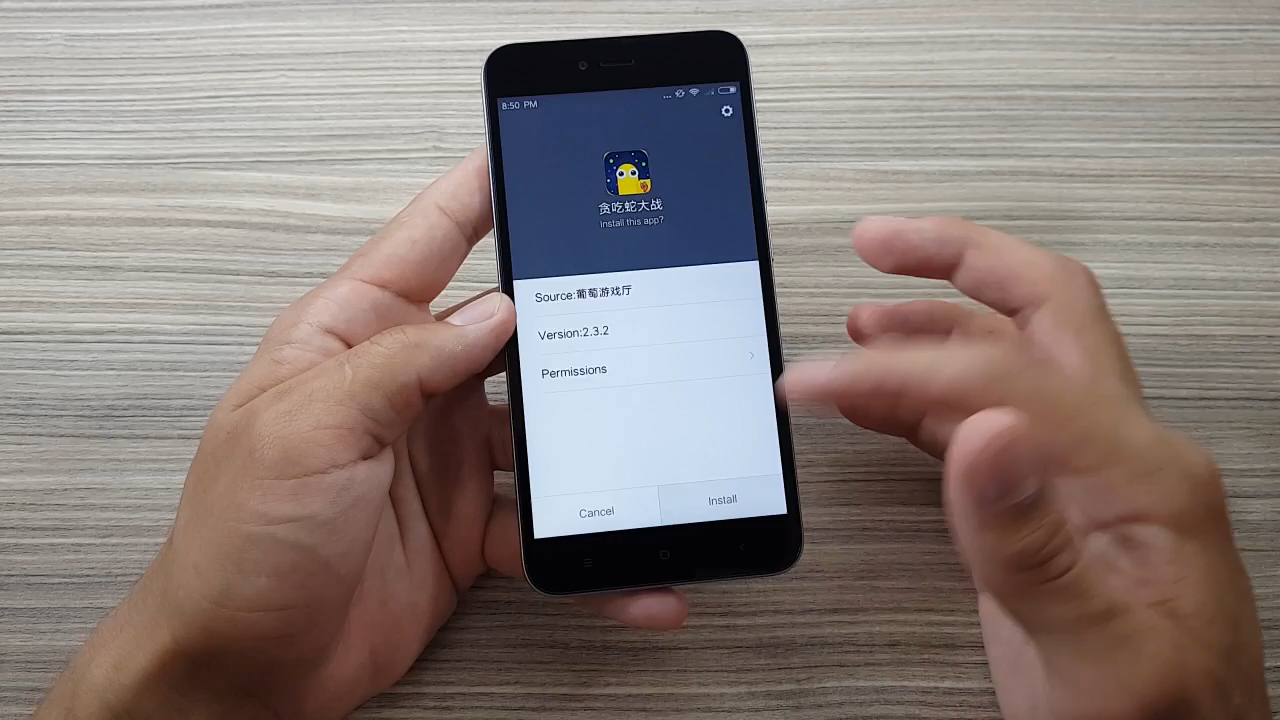 8:50 PM
贪吃蛇大战
install this app?
Source:葡萄游戏厅
Version:2.3.2
Permissions
Cancel
Install